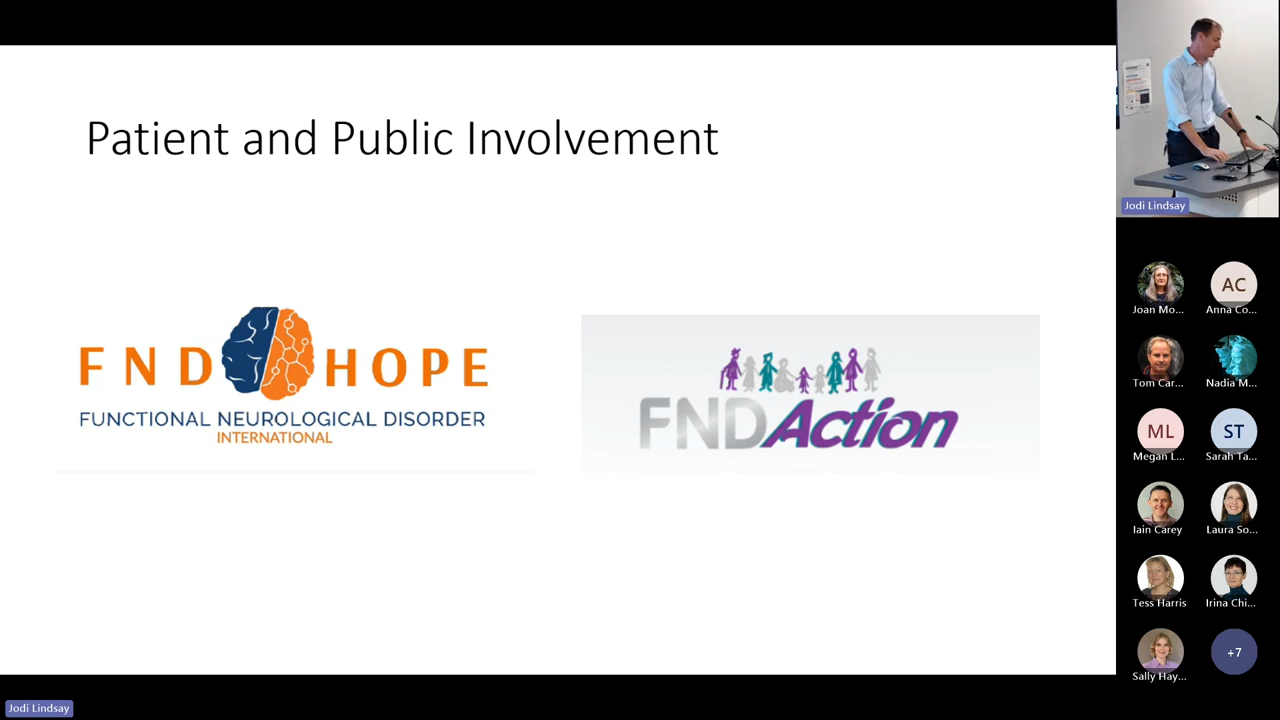 Patient and Public Involvement
FND HOPE
FUNCTIONAL NEUROLOGICAL DISORDER
INTERNATIONAL
FNDAction
Jodi Lindsay
Joan Mo...
AC
Anna Co...
Tom Car...
Nadia M...
ML
Megan L...
ST
Sarah Ta...
Iain Carey
Laura So...
Tess Harris
Irina Chi...
Sally Hay...
+7
Jodi Lindsay